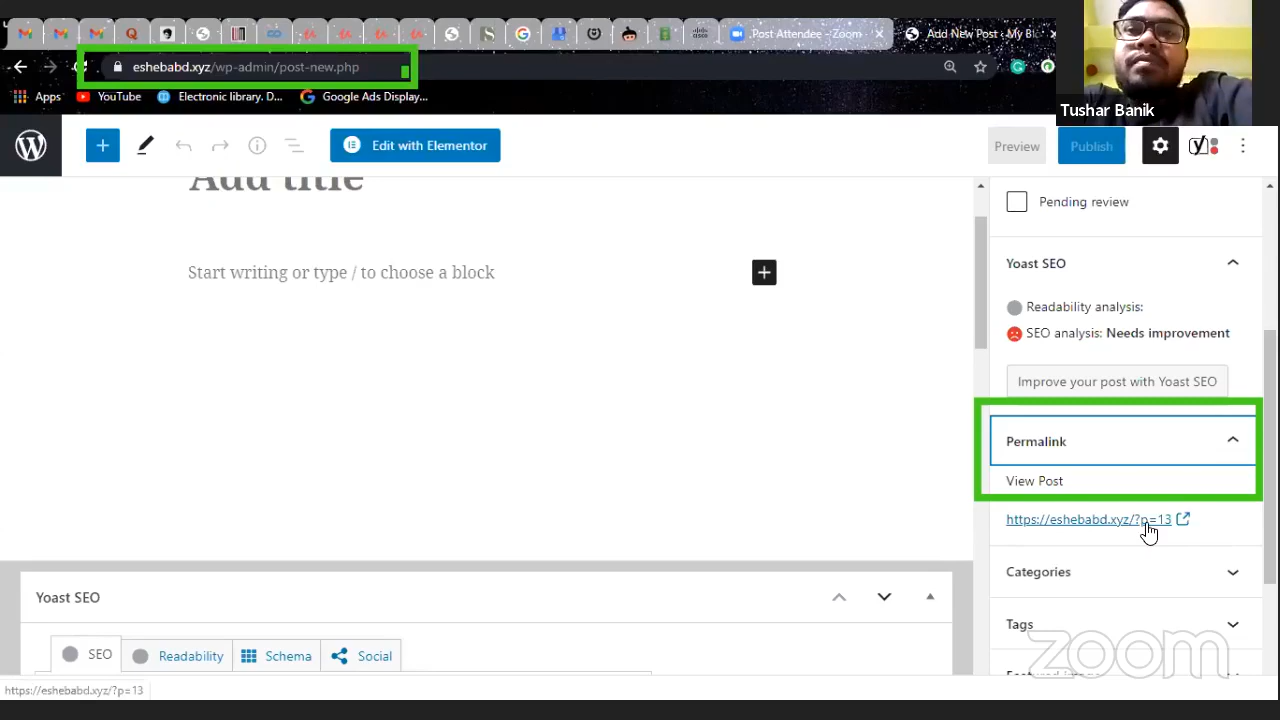 Post Attendee - Zoom
Add New Post ‹ My Bl
eshebabd.xyz/wp-admin/post-new.php
Apps
YouTube
Electronic library. D...
Google Ads Display...
Tushar Banik
Edit with Elementor
Preview
Publish
Add title
Pending review
Start writing or type / to choose a block
Yoast SEO
Readability analysis:
SEO analysis: Needs improvement
Improve your post with Yoast SEO
Permalink
View Post
https://eshebabd.xyz/?p=13
Categories
Yoast SEO
Tags
SEO
Readability
Schema
Social
zoom
Featured image
https://eshebabd.xyz/?p=13